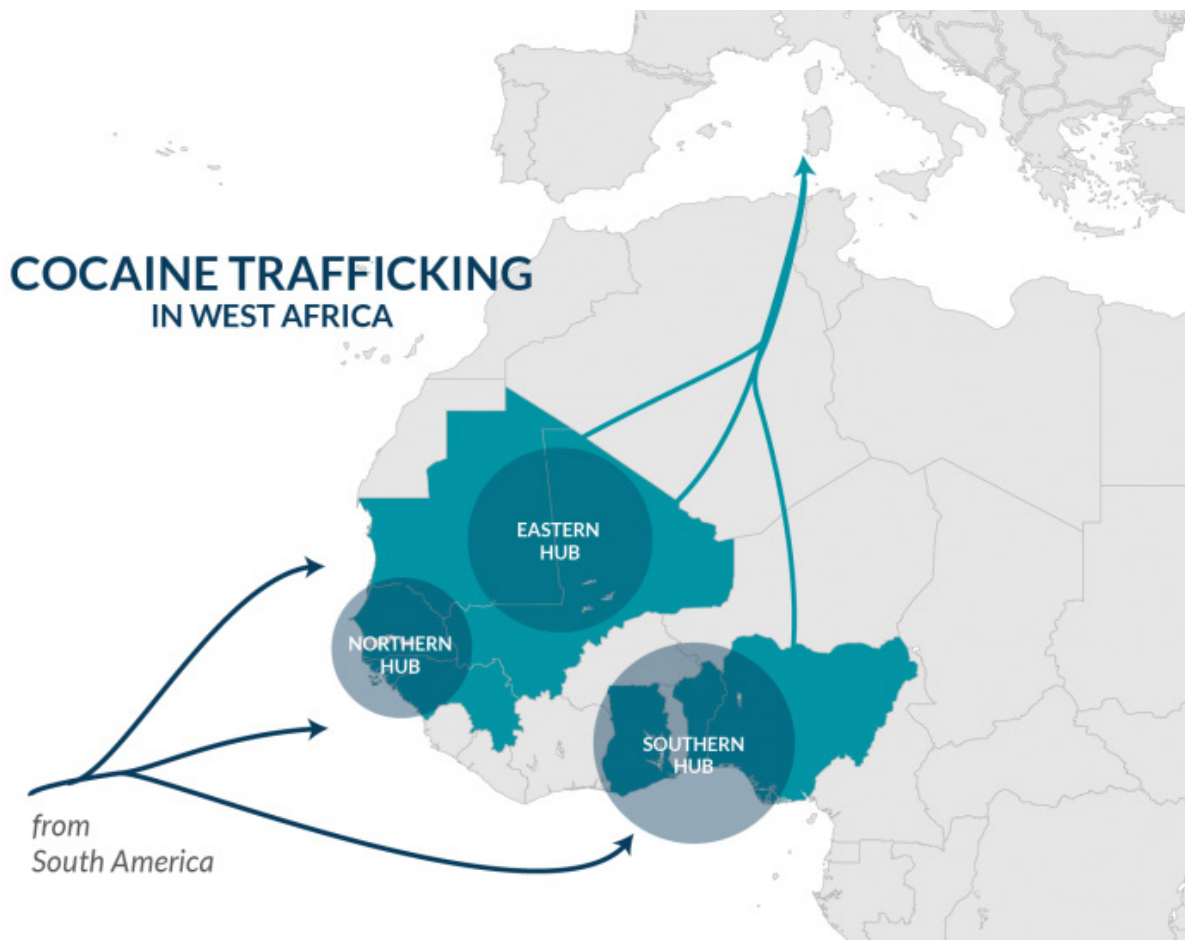 COCAINE TRAFFICKING
IN WEST AFRICA
EASTERN
HUB
NORTHERN
HUB
SOUTHERN
HUB
from
South America